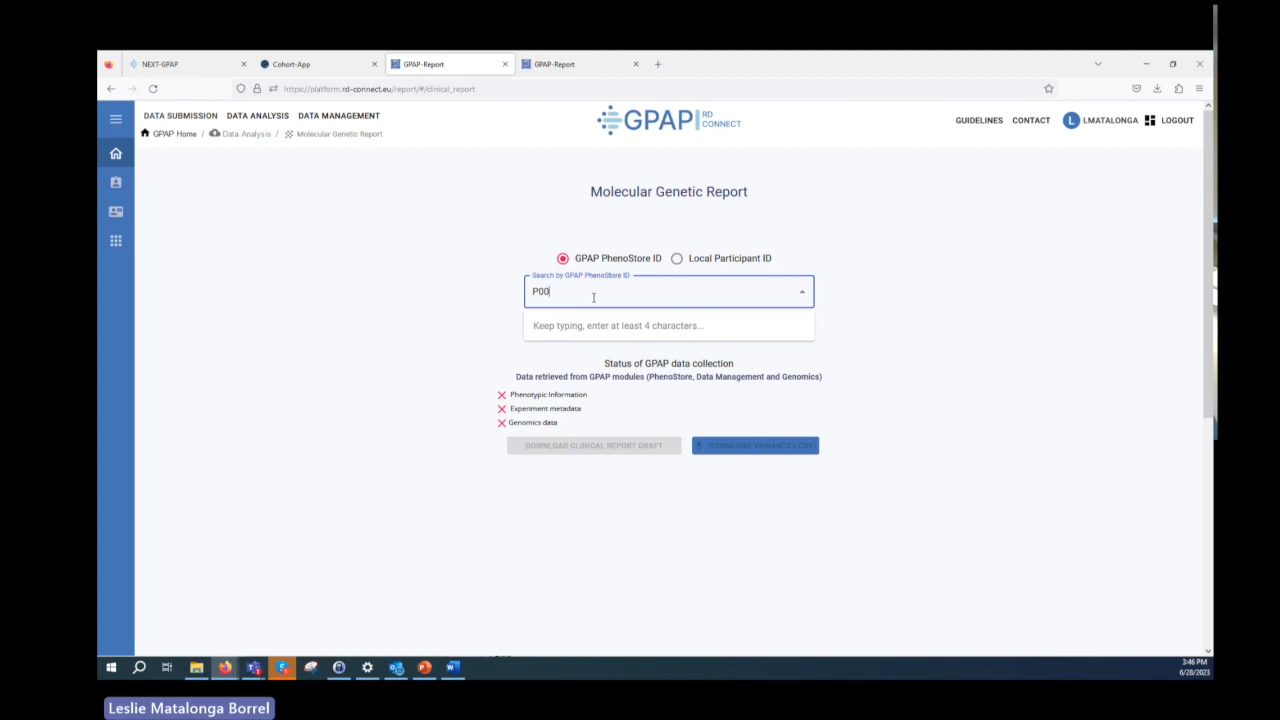 NEXT-GPAP
Cohort-App
GPAP-Report
GPAP-Report
https://platform.rd-connect.eu/report/#/clinical_report
DATA SUBMISSION DATA ANALYSIS DATA MANAGEMENT
GPAP RD CONNECT
GUIDELINES CONTACT L LMATALONGA LOGOUT
GPAP Home / Data Analysis / Molecular Genetic Report
Molecular Genetic Report
GPAP PhenoStore ID Local Participant ID
Search by GPAP PhenoStore ID
P00
Keep typing, enter at least 4 characters...
Status of GPAP data collection
Data retrieved from GPAP modules (PhenoStore, Data Management and Genomics)
Phenotypic Information
Experiment metadata
Genomics data
DOWNLOAD CLINICAL REPORT DRAFT DOWNLOAD VARIANTS (.CSV)
3:46 PM
6/28/2023
Leslie Matalonga Borrel